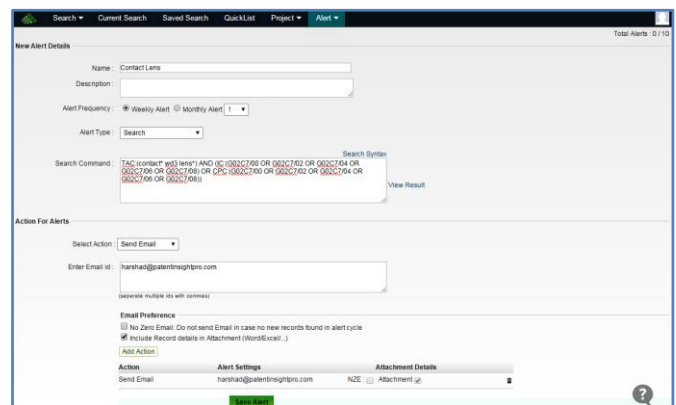 Search Current Search Saved Search QuickList Project Alert
Total Alerts : 0 / 10
New Alert Details
Name : Contact Lens
Description :
Alert Frequency : Weekly Alert Monthly Alert 1
Alert Type : Search
Search Syntax
Search Command : TAC:(contact* wd3 lens*) AND (IC:(G02C7/00 OR G02C7/02 OR G02C7/04 OR
G02C7/06 OR G02C7/08) OR CPC:(G02C7/00 OR G02C7/02 OR G02C7/04 OR
G02C7/06 OR G02C7/08))
View Result
Action For Alerts
Select Action : Send Email
Enter Email id : harshad@patentinsightpro.com
(seperate multiple ids with commas)
Email Preference
No Zero Email: Do not send Email in case no new records found in alert cycle
Include Record details in Attachment (Word/Excel/...)
Add Action
Action Alert Settings Attachment Details
Send Email harshad@patentinsightpro.com NZE : Attachment
Save Alert
?